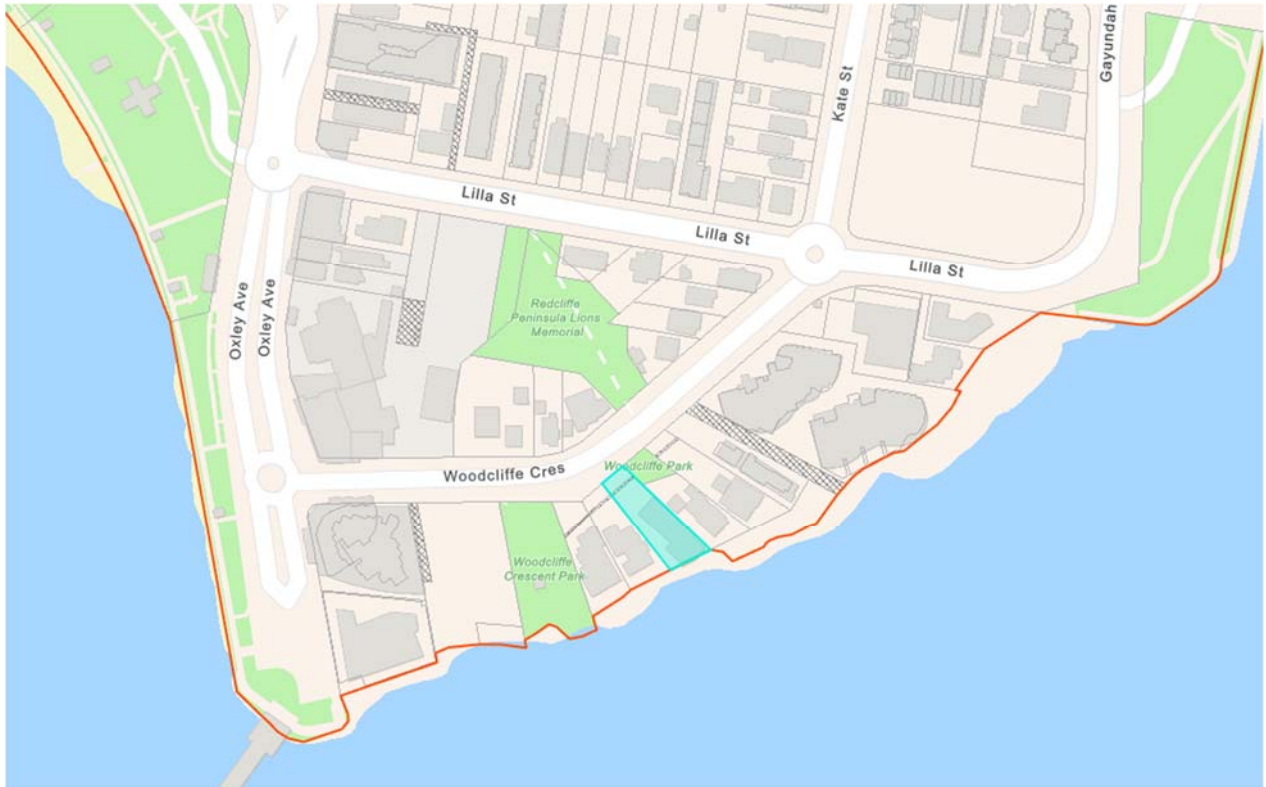 Gayundah
Kate St
Lilla St
Lilla St
Lilla St
Oxley Ave
Oxley Ave
Redcliffe
Peninsula Lions
Memorial
Woodcliffe Cres
Woodcliffe Park
Woodcliffe
Crescent Park